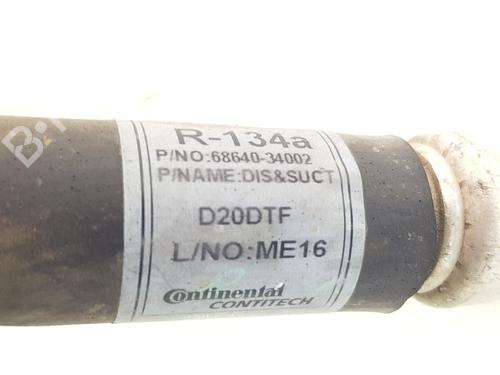 R-134a
P/NO:68640-34002
P/NAME:DIS&SUCT
D20DTF
L/NO:ME16
Continental
CONTITECH